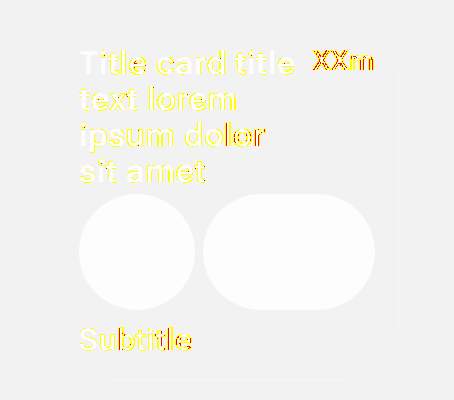 Title card title XXm
text lorem
ipsum dolor
sit amet
Subtitle